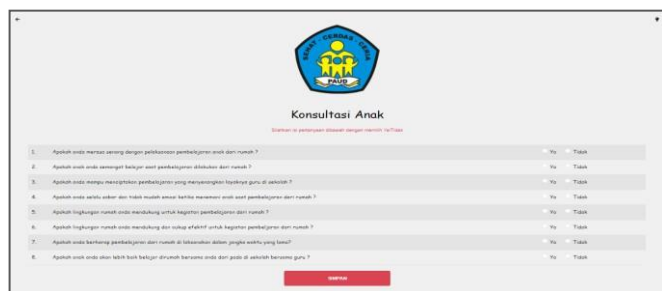 SEHAT - CERDAS - CERIA
PAUD
Konsultasi Anak
Silahkan isi pertanyaan dibawah dengan memilih Ya/Tidak
1. Apakah anda merasa senang dengan pelaksanaan pembelajaran anak dari rumah ? Ya Tidak
2. Apakah anak anda semangat belajar saat pembelajaran dilakukan dari rumah ? Ya Tidak
3. Apakah anda mampu menciptakan pembelajaran yang menyenangkan layaknya guru di sekolah ? Ya Tidak
4. Apakah anda selalu sabar dan tidak mudah emosi ketika menemani anak saat pembelajaran dari rumah ? Ya Tidak
5. Apakah lingkungan rumah anda mendukung untuk kegiatan pembelajaran dari rumah ? Ya Tidak
6. Apakah lingkungan rumah anda mendukung dan cukup efektif untuk kegiatan pembeljaran dari rumah ? Ya Tidak
7. Apakah anda berharap pembelajaran dari rumah di laksanakan dalam jangka waktu yang lama? Ya Tidak
8. Apakah anak anda akan lebih baik belajar dirumah bersama anda dari pada di sekolah bersama guru ? Ya Tidak